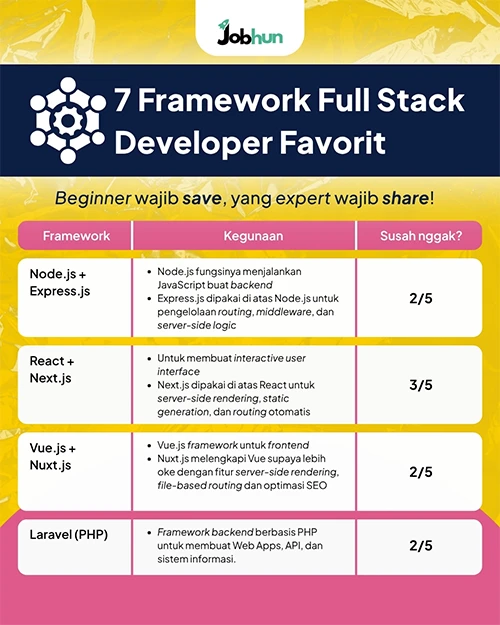 Jobhun
7 Framework Full Stack
Developer Favorit
Beginner wajib save, yang expert wajib share!
Framework
Kegunaan
Susah nggak?
Node.js +
Express.js
• Node.js fungsinya menjalankan
JavaScript buat backend
• Express.js dipakai di atas Node.js untuk
pengelolaan routing, middleware, dan
server-side logic
2/5
React +
Next.js
• Untuk membuat interactive user
interface
• Next.js dipakai di atas React untuk
server-side rendering, static
generation, dan routing otomatis
3/5
Vue.js +
Nuxt.js
• Vue.js framework untuk frontend
• Nuxt.js melengkapi Vue supaya lebih
oke dengan fitur server-side rendering,
file-based routing dan optimasi SEO
2/5
Laravel (PHP)
• Framework backend berbasis PHP
untuk membuat Web Apps, API, dan
sistem informasi.
2/5